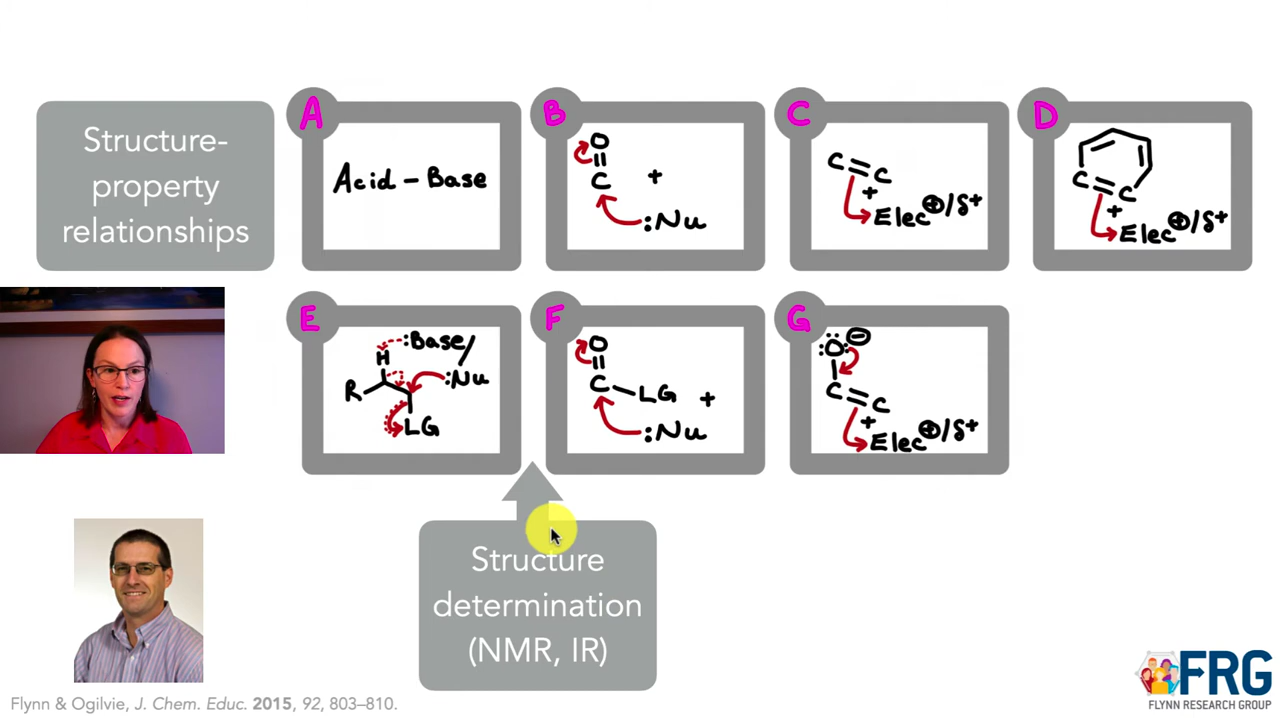 Structure-
property
relationships
A
Acid - Base
B
O
C +
:Nu
C
C=C
+
Elec⊕/δ+
D
C=C
+
Elec⊕/δ+
E
:Base/
H
:Nu
R
LG
F
O
C-LG +
:Nu
G
:Ö: ⊖
C=C
+
Elec⊕/δ+
Structure
determination
(NMR, IR)
Flynn & Ogilvie, J. Chem. Educ. 2015, 92, 803–810.
FRG
FLYNN RESEARCH GROUP